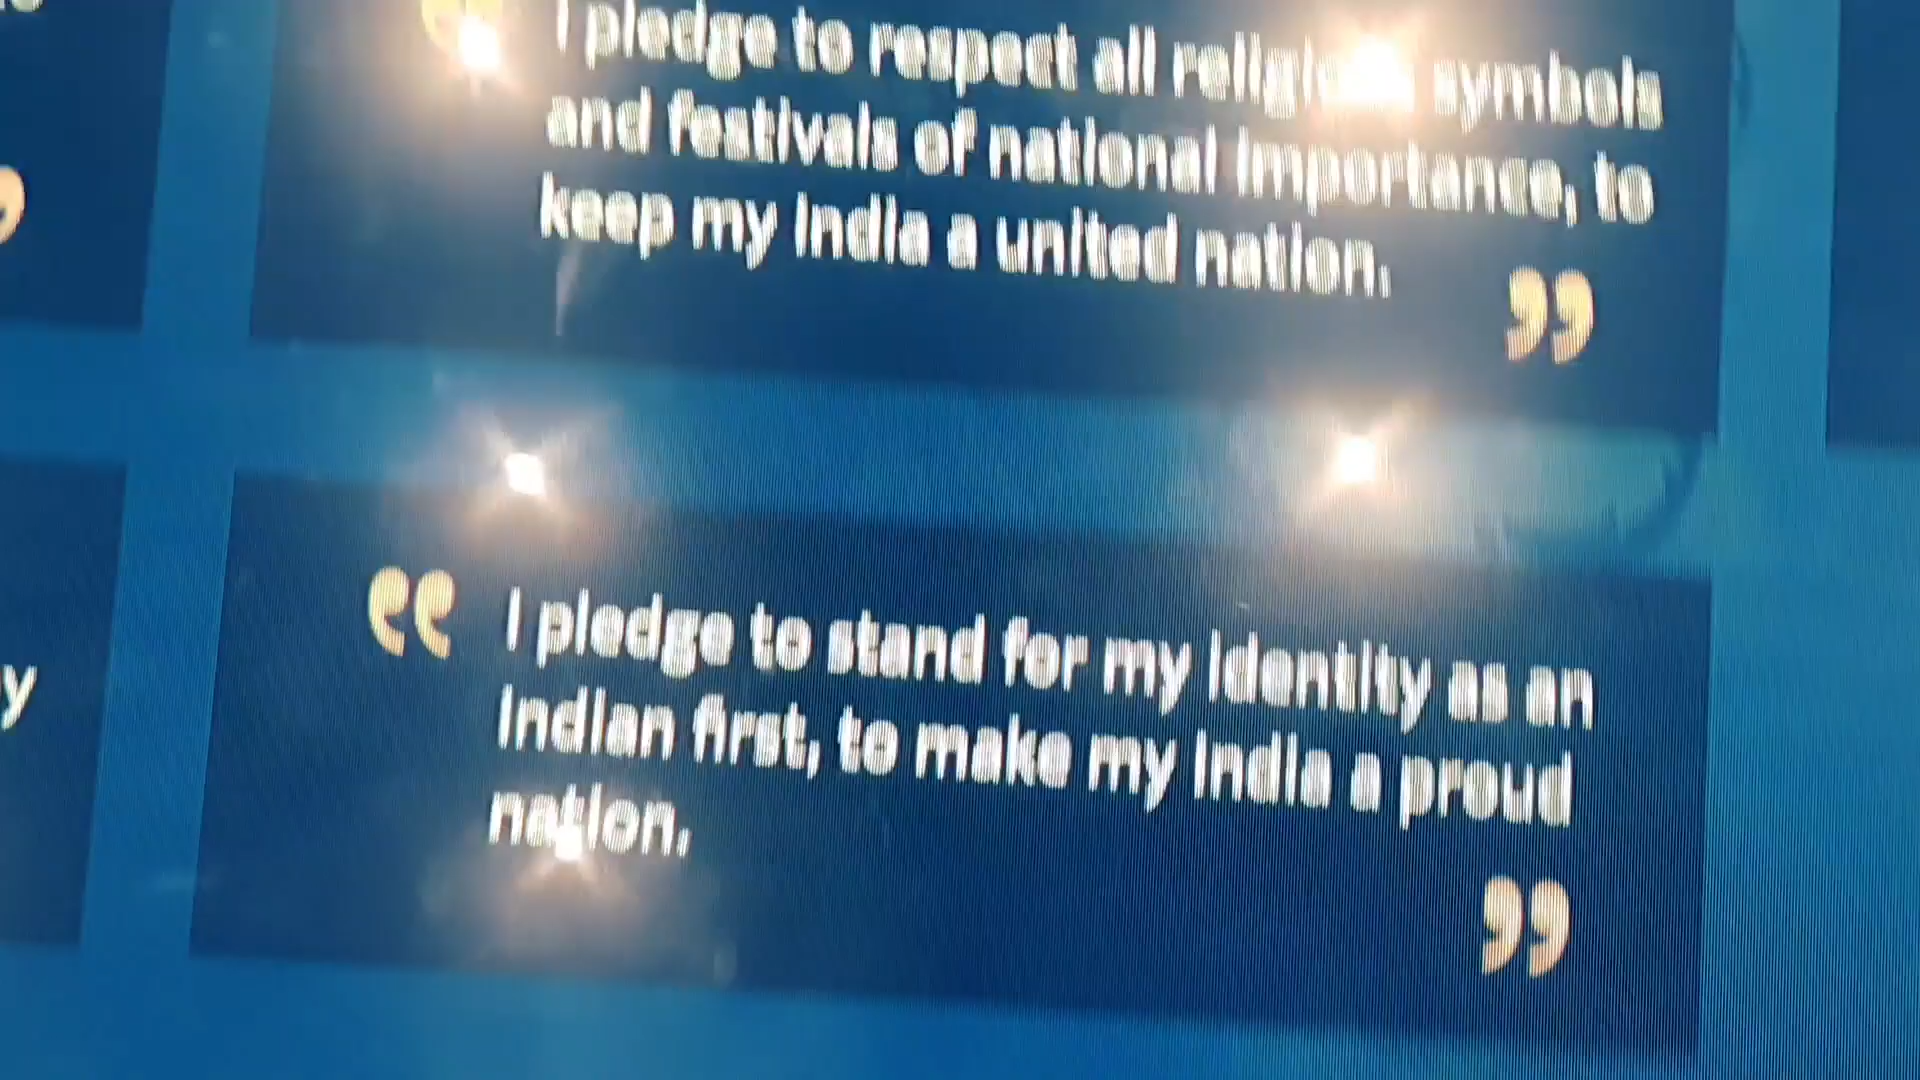 I pledge to respect all religious symbols
and festivals of national importance, to
keep my India a united nation.
”
“ I pledge to stand for my identity as an
Indian first, to make my India a proud
nation.
”
y
”